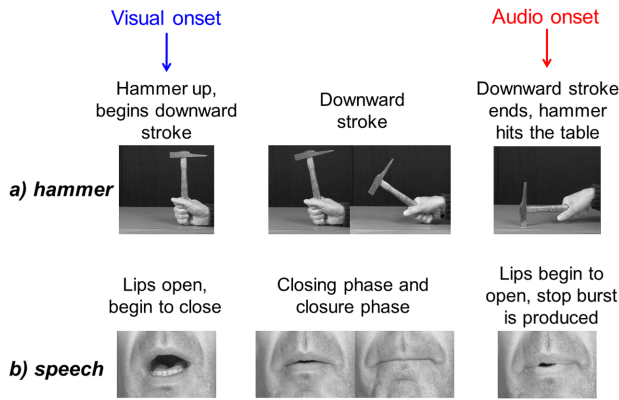 Visual onset
Audio onset
Hammer up,
begins downward
stroke
Downward
stroke
Downward stroke
ends, hammer
hits the table
a) hammer
Lips open,
begin to close
Closing phase and
closure phase
Lips begin to
open, stop burst
is produced
b) speech